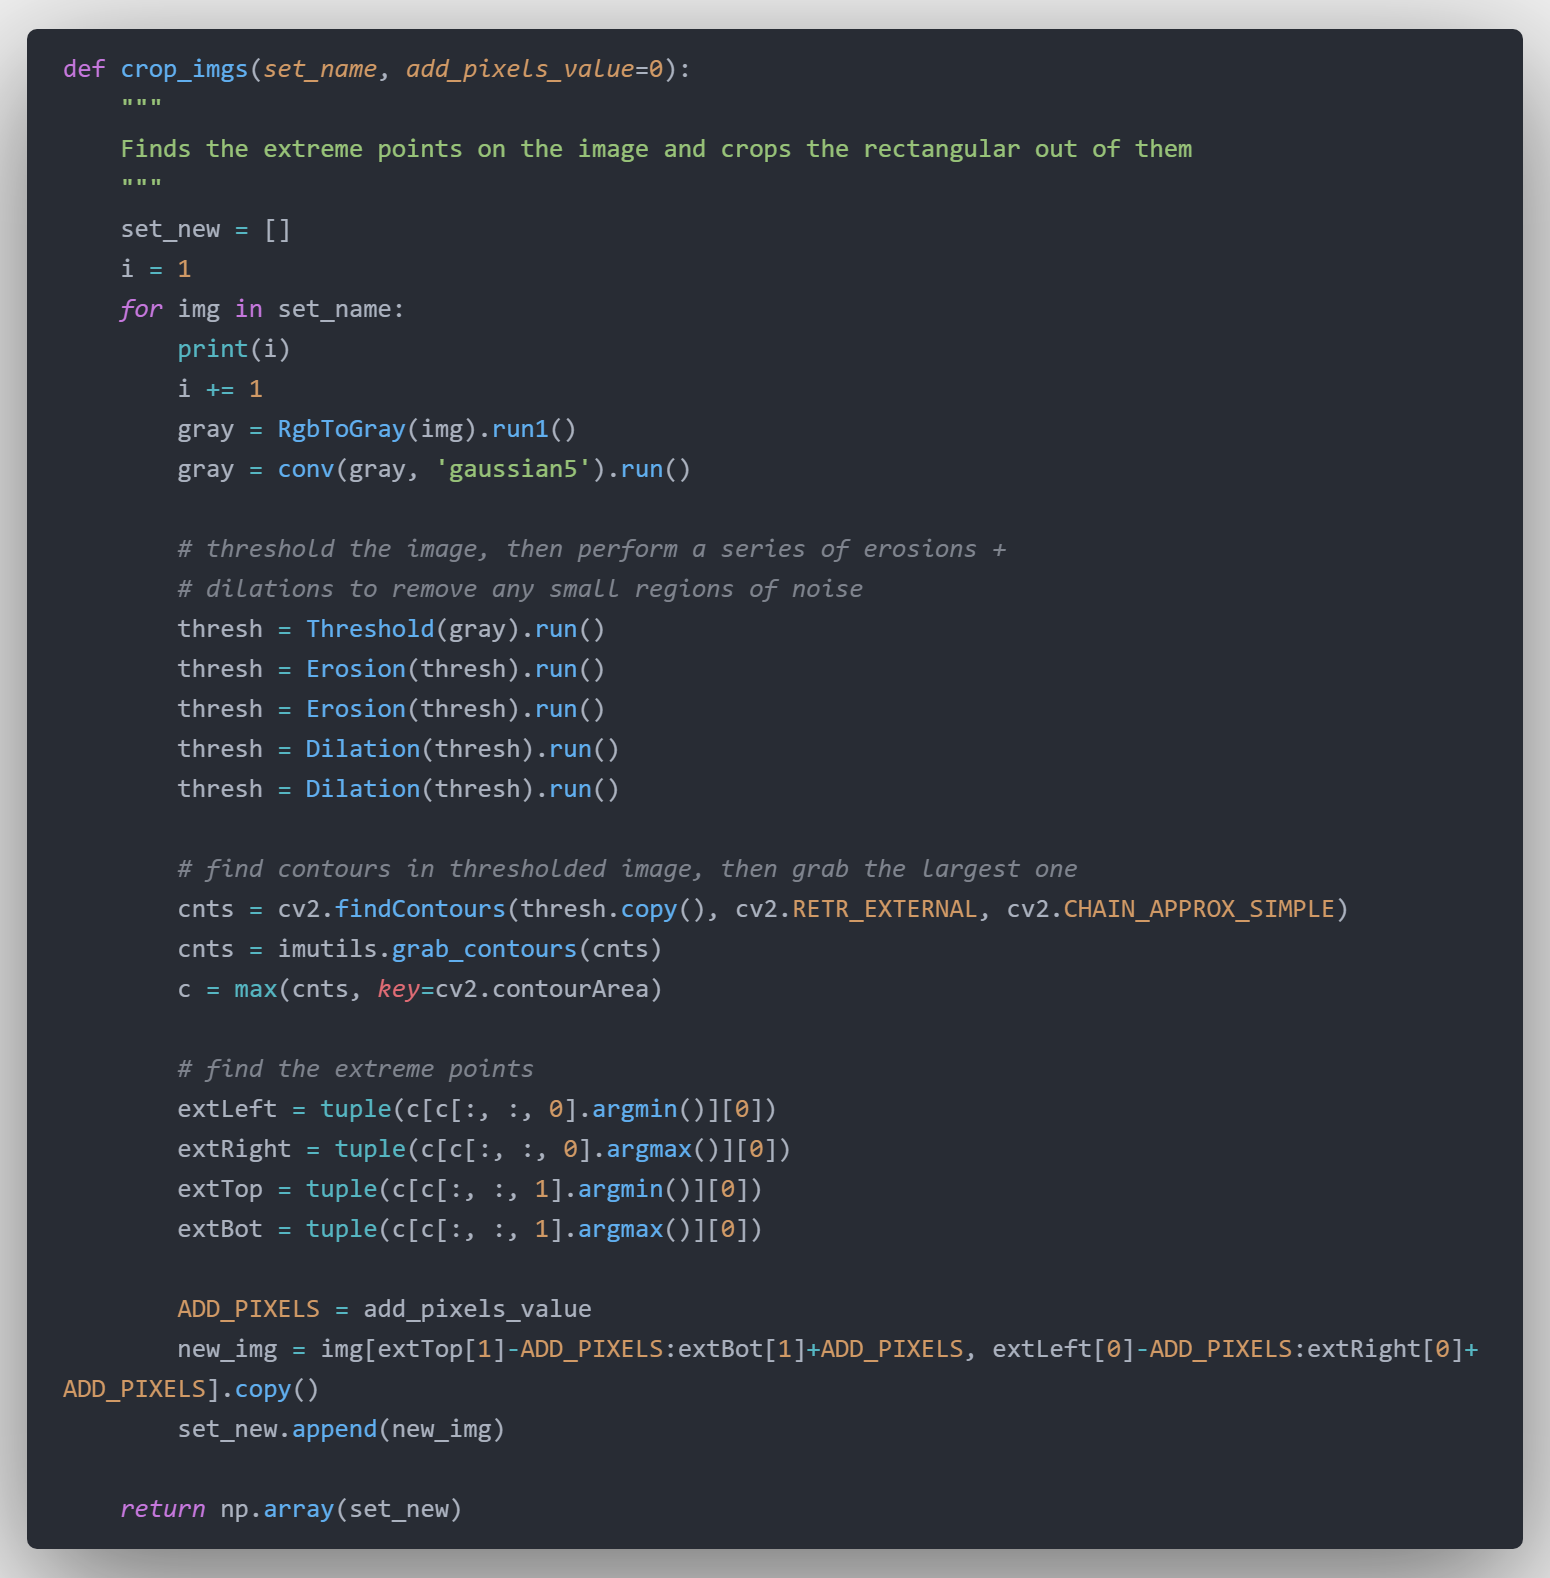 def crop_imgs(set_name, add_pixels_value=0):
    """
    Finds the extreme points on the image and crops the rectangular out of them
    """
    set_new = []
    i = 1
    for img in set_name:
        print(i)
        i += 1
        gray = RgbToGray(img).run1()
        gray = conv(gray, 'gaussian5').run()

        # threshold the image, then perform a series of erosions +
        # dilations to remove any small regions of noise
        thresh = Threshold(gray).run()
        thresh = Erosion(thresh).run()
        thresh = Erosion(thresh).run()
        thresh = Dilation(thresh).run()
        thresh = Dilation(thresh).run()

        # find contours in thresholded image, then grab the largest one
        cnts = cv2.findContours(thresh.copy(), cv2.RETR_EXTERNAL, cv2.CHAIN_APPROX_SIMPLE)
        cnts = imutils.grab_contours(cnts)
        c = max(cnts, key=cv2.contourArea)

        # find the extreme points
        extLeft = tuple(c[c[:, :, 0].argmin()][0])
        extRight = tuple(c[c[:, :, 0].argmax()][0])
        extTop = tuple(c[c[:, :, 1].argmin()][0])
        extBot = tuple(c[c[:, :, 1].argmax()][0])

        ADD_PIXELS = add_pixels_value
        new_img = img[extTop[1]-ADD_PIXELS:extBot[1]+ADD_PIXELS, extLeft[0]-ADD_PIXELS:extRight[0]+
ADD_PIXELS].copy()
        set_new.append(new_img)

    return np.array(set_new)